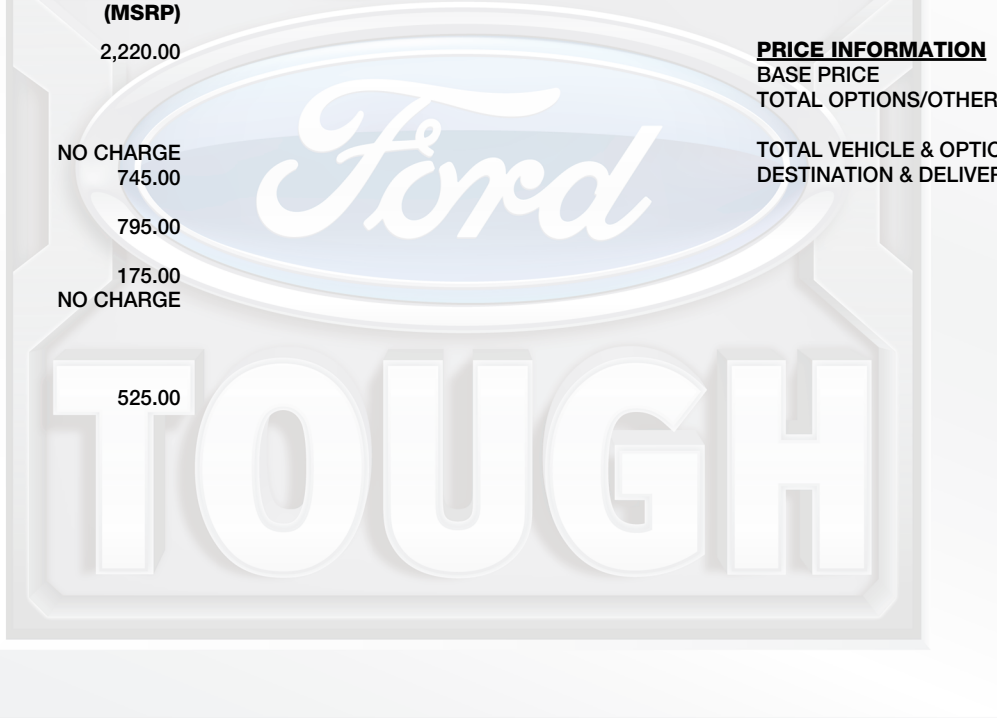 (MSRP)
2,220.00
NO CHARGE
745.00
795.00
175.00
NO CHARGE
525.00
PRICE INFORMATION
BASE PRICE
TOTAL OPTIONS/OTHER
TOTAL VEHICLE & OPTIO
DESTINATION & DELIVER
Ford
TOUGH